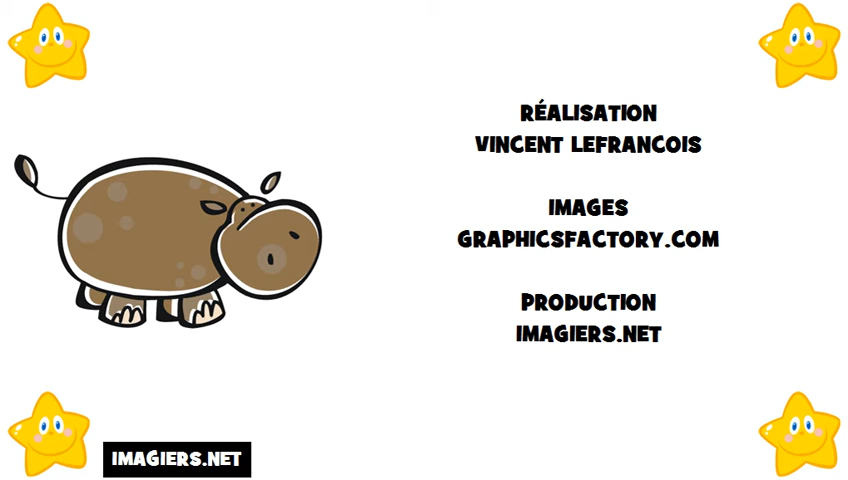 RÉALISATION
VINCENT LEFRANCOIS
IMAGES
GRAPHICSFACTORY.COM
PRODUCTION
IMAGIERS.NET
IMAGIERS.NET